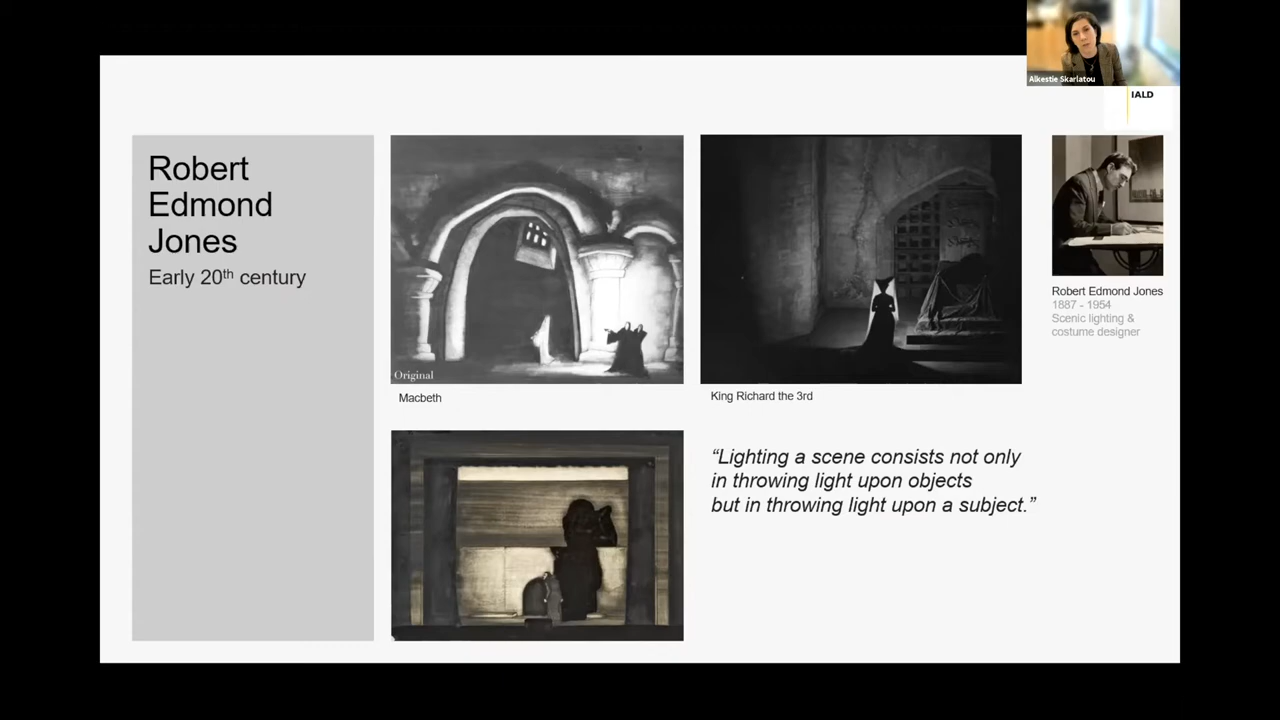 Alkestie Skarlatou
IALD
Robert
Edmond
Jones
Early 20th century
Original
Macbeth
King Richard the 3rd
Robert Edmond Jones
1887 - 1954
Scenic lighting &
costume designer
“Lighting a scene consists not only
in throwing light upon objects
but in throwing light upon a subject.”